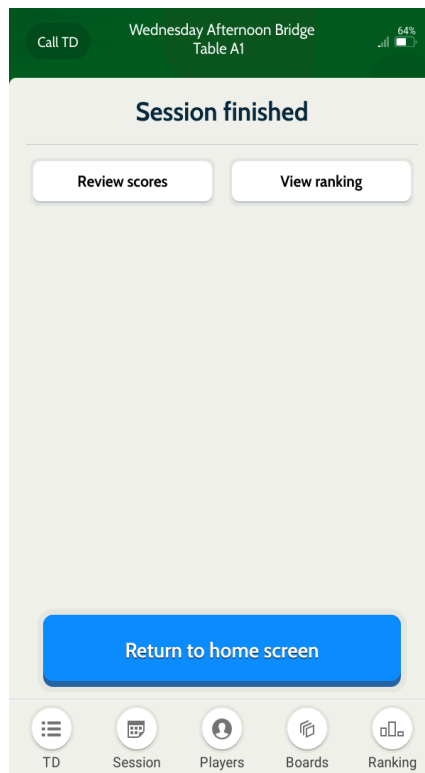 Call TD
Wednesday Afternoon Bridge
Table A1
64%
Session finished
Review scores
View ranking
Return to home screen
TD
Session
Players
Boards
Ranking